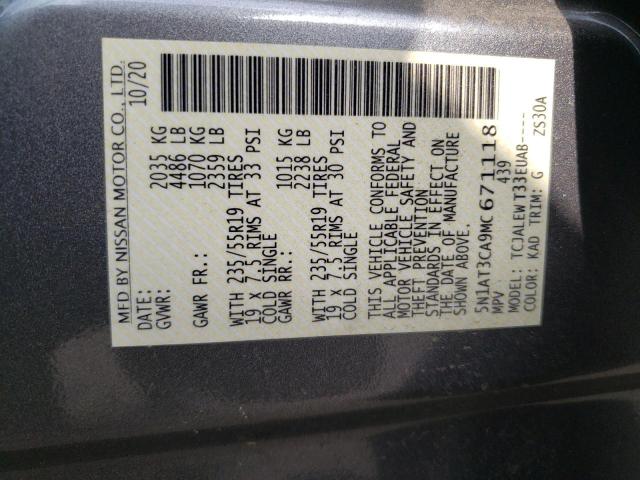 MFD BY NISSAN MOTOR CO., LTD.
DATE: 10/20
GVWR: 2035 KG
4486 LB
GAWR FR.: 1070 KG
2359 LB
WITH 235/55R19 TIRES
19 X 7.5 RIMS AT 33 PSI
COLD SINGLE
GAWR RR.: 1015 KG
2238 LB
WITH 235/55R19 TIRES
19 X 7.5 RIMS AT 30 PSI
COLD SINGLE
THIS VEHICLE CONFORMS TO
ALL APPLICABLE FEDERAL
MOTOR VEHICLE SAFETY AND
THEFT PREVENTION
STANDARDS IN EFFECT ON
THE DATE OF MANUFACTURE
SHOWN ABOVE.
5N1AT3CA9MC671118
MPV 439
MODEL: TCJALEWT33EUAB----
COLOR: KAD TRIM: G ZS30A